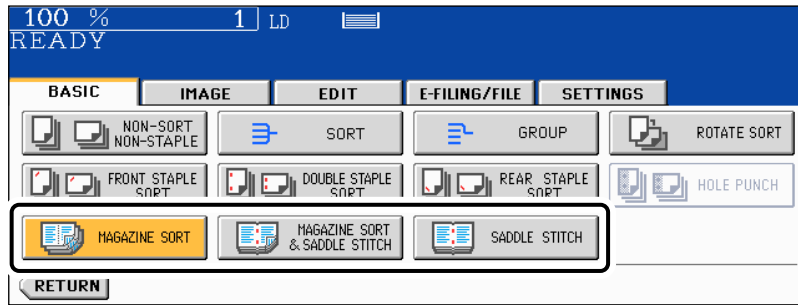 100 % 1 LD
READY
BASIC IMAGE EDIT E-FILING/FILE SETTINGS
NON-SORT
NON-STAPLE
SORT
GROUP
ROTATE SORT
FRONT STAPLE
SORT
DOUBLE STAPLE
SORT
REAR STAPLE
SORT
HOLE PUNCH
MAGAZINE SORT
MAGAZINE SORT
& SADDLE STITCH
SADDLE STITCH
RETURN